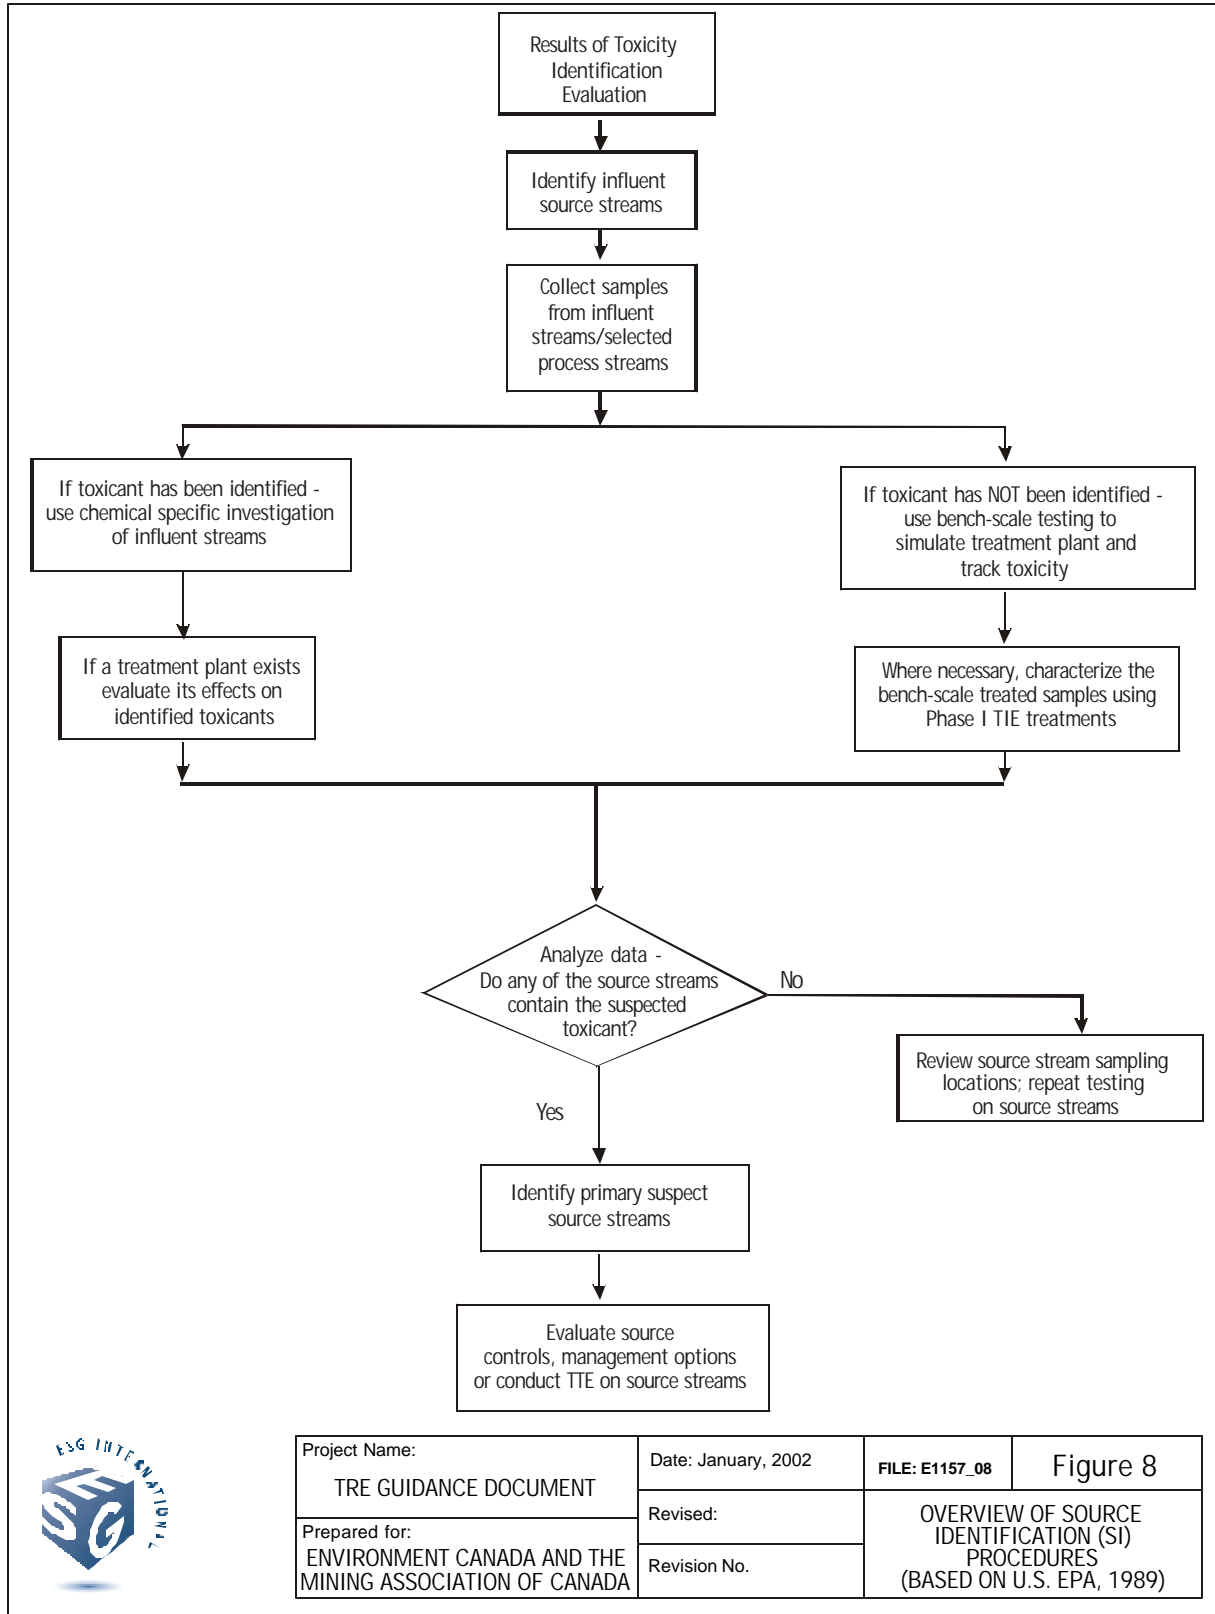 Results of Toxicity
Identification
Evaluation
Identify influent
source streams
Collect samples
from influent
streams/selected
process streams
If toxicant has been identified -
use chemical specific investigation
of influent streams
If toxicant has NOT been identified -
use bench-scale testing to
simulate treatment plant and
track toxicity
If a treatment plant exists
evaluate its effects on
identified toxicants
Where necessary, characterize the
bench-scale treated samples using
Phase I TIE treatments
Analyze data -
Do any of the source streams
contain the suspected
toxicant?
No
Review source stream sampling
locations; repeat testing
on source streams
Yes
Identify primary suspect
source streams
Evaluate source
controls, management options
or conduct TTE on source streams
ESG INTERNATIONAL
ESG
Project Name:
TRE GUIDANCE DOCUMENT
Prepared for:
ENVIRONMENT CANADA AND THE
MINING ASSOCIATION OF CANADA
Date: January, 2002
Revised:
Revision No.
FILE: E1157_08
Figure 8
OVERVIEW OF SOURCE
IDENTIFICATION (SI)
PROCEDURES
(BASED ON U.S. EPA, 1989)